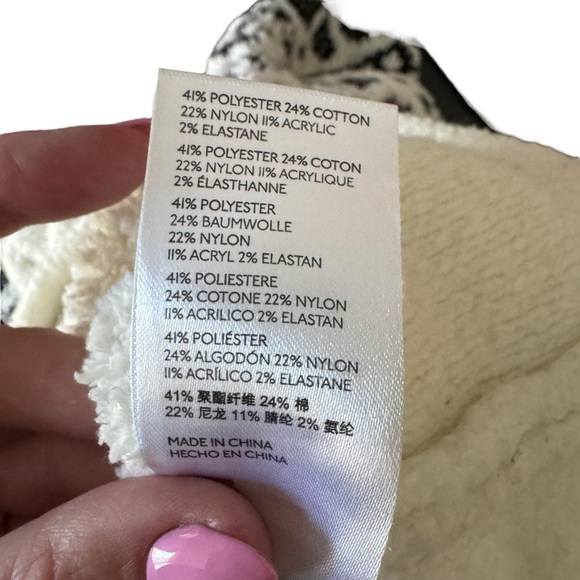 41% POLYESTER 24% COTTON
22% NYLON 11% ACRYLIC
2% ELASTANE
41% POLYESTER 24% COTON
22% NYLON 11% ACRYLIQUE
2% ÉLASTHANNE
41% POLYESTER
24% BAUMWOLLE
22% NYLON
11% ACRYL 2% ELASTAN
41% POLIESTERE
24% COTONE 22% NYLON
11% ACRILICO 2% ELASTAN
41% POLIÉSTER
24% ALGODÓN 22% NYLON
11% ACRÍLICO 2% ELASTANE
41% 聚酯纤维 24% 棉
22% 尼龙 11% 腈纶 2% 氨纶
MADE IN CHINA
HECHO EN CHINA